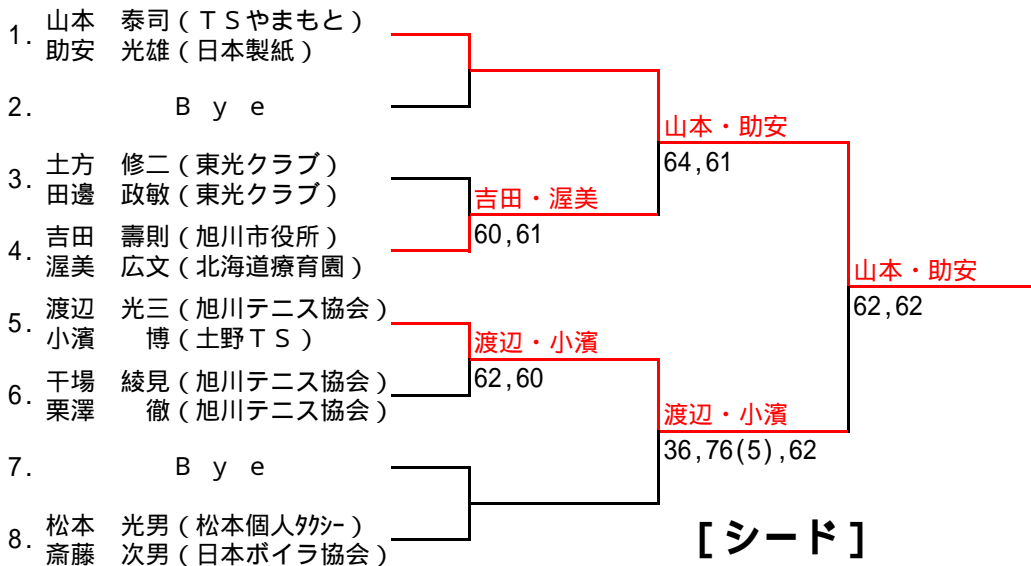 1. 山本　泰司(TSやまもと)
助安　光雄(日本製紙)
2. Bye
3. 土方　修二(東光クラブ)
田邊　政敏(東光クラブ)
4. 吉田　壽則(旭川市役所)
渥美　広文(北海道療育園)
5. 渡辺　光三(旭川テニス協会)
小濱　博(土野TS)
6. 干場　綾見(旭川テニス協会)
栗澤　徹(旭川テニス協会)
7. Bye
8. 松本　光男(松本個人ﾀｸｼｰ)
斎藤　次男(日本ボイラ協会)
吉田・渥美
60,61
渡辺・小濱
62,60
山本・助安
64,61
渡辺・小濱
36,76(5),62
山本・助安
62,62
[シード]